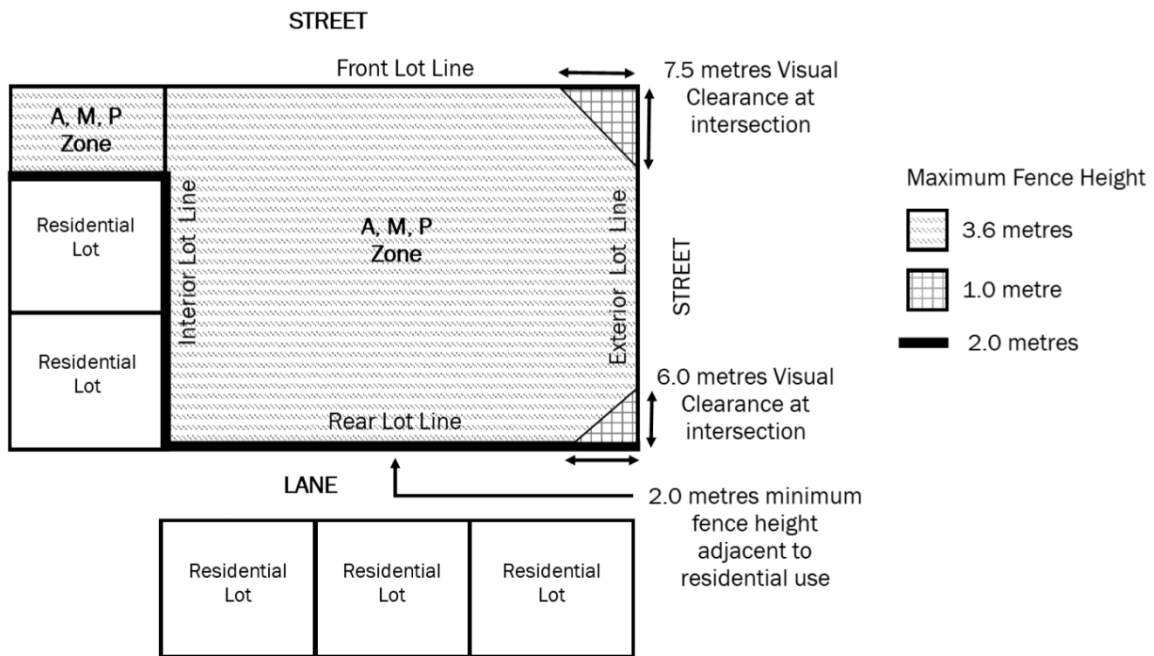 STREET
Front Lot Line
7.5 metres Visual
Clearance at
intersection
A, M, P
Zone
Residential
Lot
Residential
Lot
Interior Lot Line
A, M, P
Zone
Exterior Lot Line
STREET
Maximum Fence Height
3.6 metres
1.0 metre
2.0 metres
6.0 metres Visual
Clearance at
intersection
Rear Lot Line
LANE
2.0 metres minimum
fence height
adjacent to
residential use
Residential
Lot
Residential
Lot
Residential
Lot